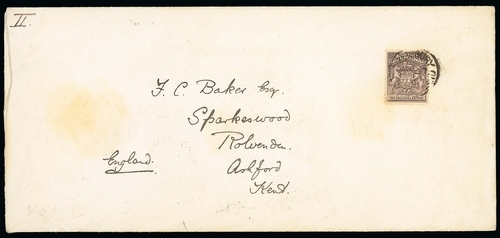 II.
F. C. Baker Esq.
Sparkeswood
Rolvenden
Ashford
Kent.
England.